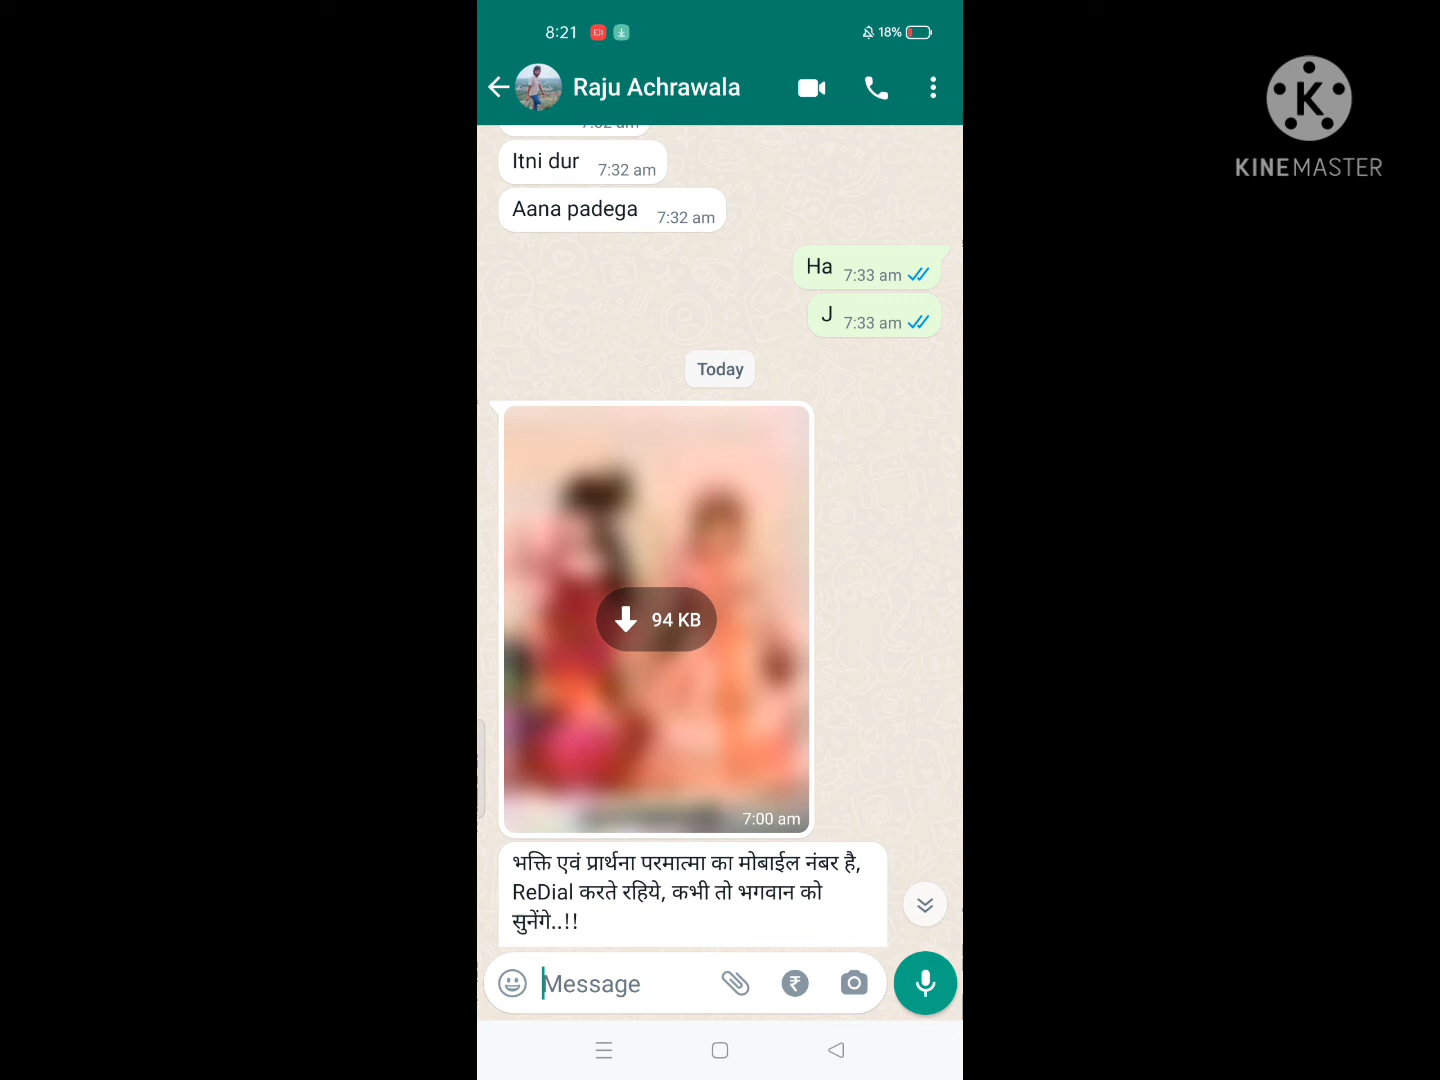 8:21
18%
Raju Achrawala
KINEMASTER
Itni dur 7:32 am
Aana padega 7:32 am
Ha 7:33 am
J 7:33 am
Today
94 KB
7:00 am
भक्ति एवं प्रार्थना परमात्मा का मोबाईल नंबर है,
ReDial करते रहिये, कभी तो भगवान को
सुनेंगे..!!
Message